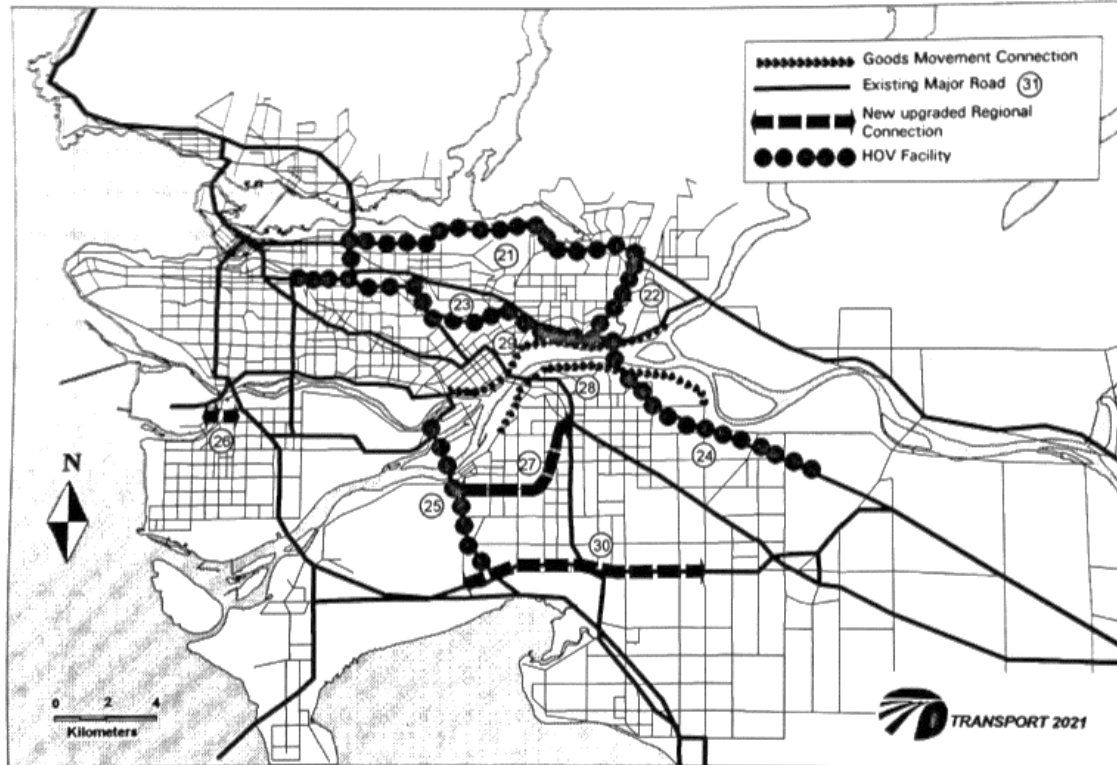 Goods Movement Connection
Existing Major Road 31
New upgraded Regional
Connection
HOV Facility
21
22
23
29
28
26
24
27
25
30
N
0 2 4
Kilometers
TRANSPORT 2021